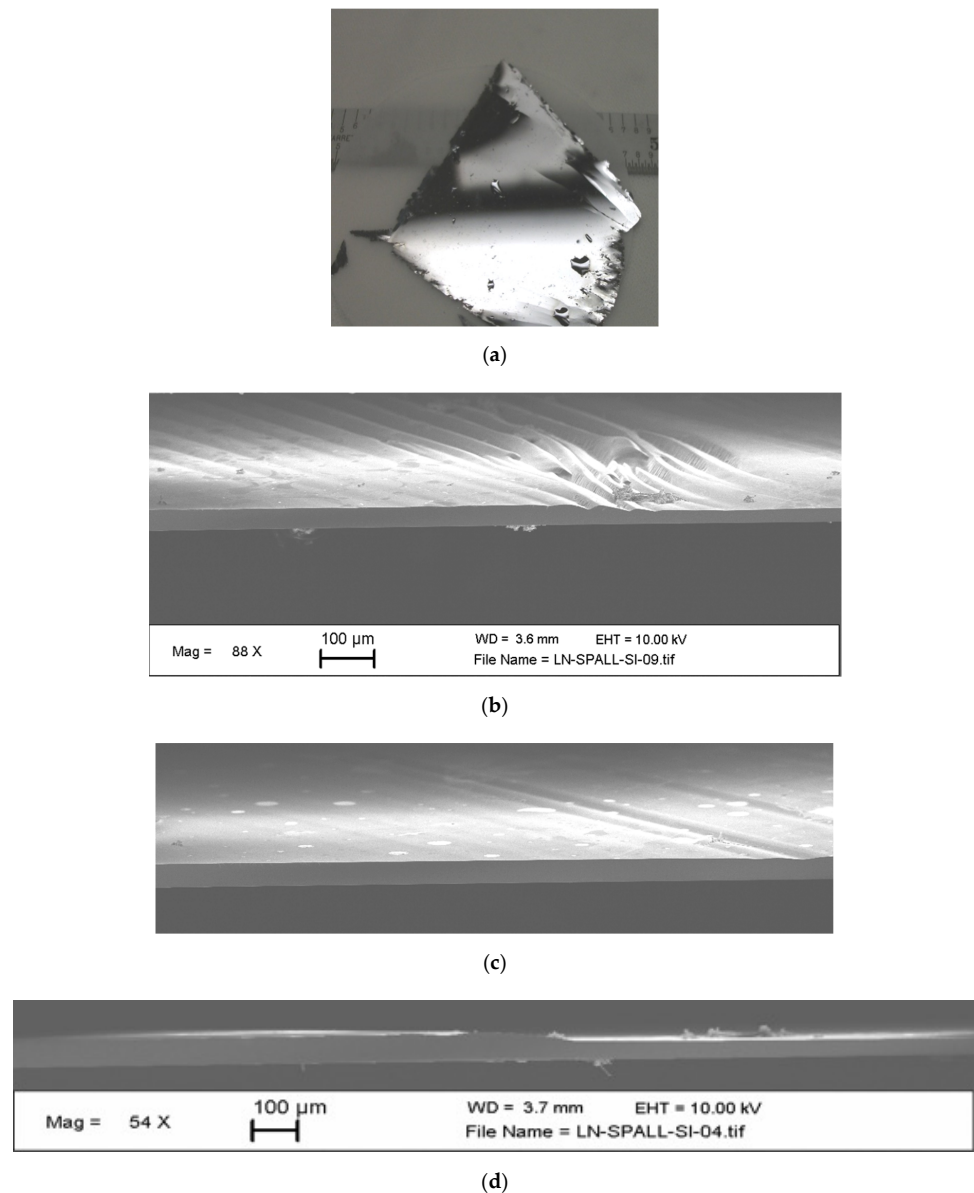 (a)
Mag = 88 X
100 µm
WD = 3.6 mm EHT = 10.00 kV
File Name = LN-SPALL-SI-09.tif
(b)
(c)
Mag = 54 X
100 µm
WD = 3.7 mm EHT = 10.00 kV
File Name = LN-SPALL-SI-04.tif
(d)